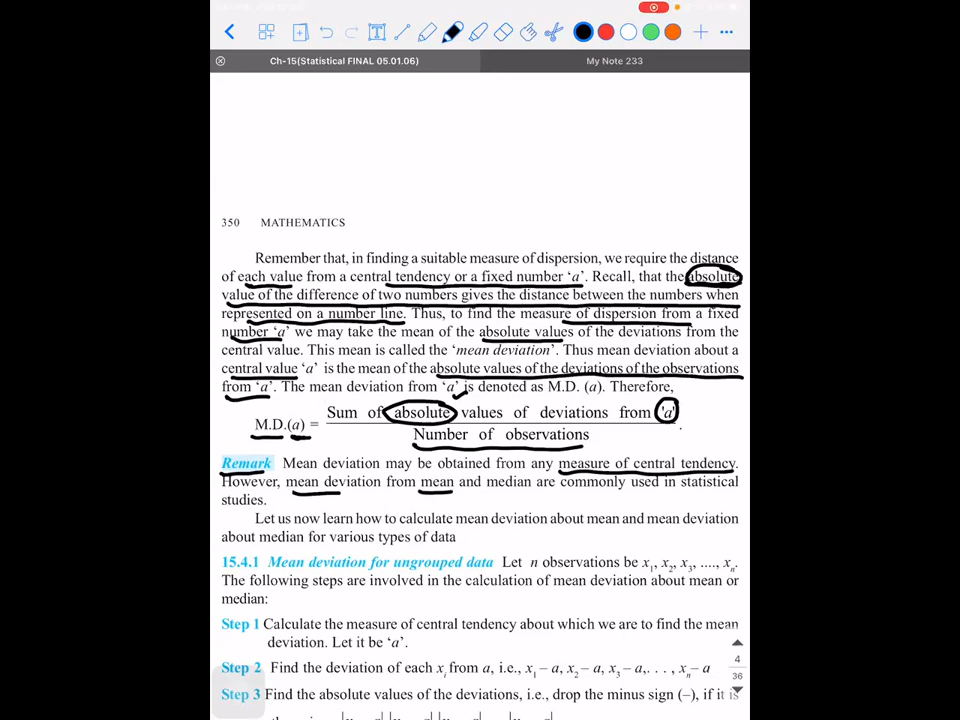 Ch-15(Statistical FINAL 05.01.06)
My Note 233
350 MATHEMATICS
Remember that, in finding a suitable measure of dispersion, we require the distance
of each value from a central tendency or a fixed number ‘a’. Recall, that the absolute
value of the difference of two numbers gives the distance between the numbers when
represented on a number line. Thus, to find the measure of dispersion from a fixed
number ‘a’ we may take the mean of the absolute values of the deviations from the
central value. This mean is called the ‘mean deviation’. Thus mean deviation about a
central value ‘a’ is the mean of the absolute values of the deviations of the observations
from ‘a’. The mean deviation from ‘a’ is denoted as M.D. (a). Therefore,
Sum of absolute values of deviations from 'a'
M.D.(a) =
Number of observations
.
Remark Mean deviation may be obtained from any measure of central tendency.
However, mean deviation from mean and median are commonly used in statistical
studies.
Let us now learn how to calculate mean deviation about mean and mean deviation
about median for various types of data
15.4.1 Mean deviation for ungrouped data Let n observations be x₁, x₂, x₃, ...., xₙ.
The following steps are involved in the calculation of mean deviation about mean or
median:
Step 1 Calculate the measure of central tendency about which we are to find the mean
deviation. Let it be ‘a’.
Step 2 Find the deviation of each xᵢ from a, i.e., x₁ – a, x₂ – a, x₃ – a,. . . , xₙ– a
4
36
Step 3 Find the absolute values of the deviations, i.e., drop the minus sign (–), if it is